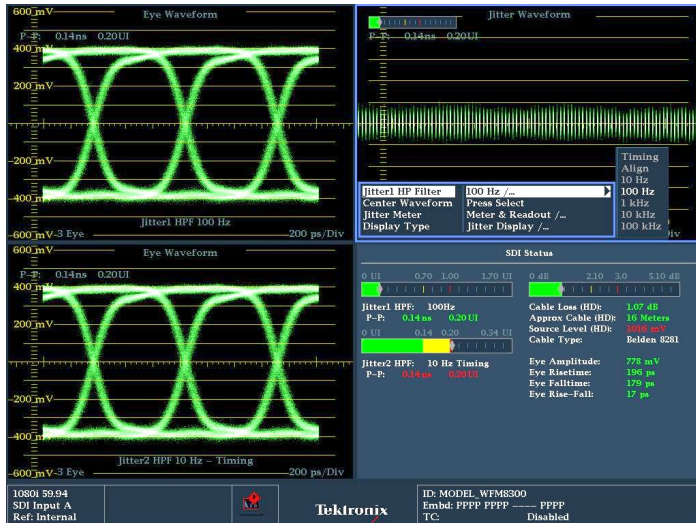 Eye Waveform
P-P: 0.14ns 0.20UI
600 mV
400 mV
200 mV
0 mV
-200 mV
-400 mV
Jitter1 HPF 100 Hz
-600 mV -3 Eye 200 ps/Div
Jitter Waveform
P-P: 0.14ns 0.20UI
Jitter1 HP Filter 100 Hz /...
Center Waveform Press Select
Jitter Meter Meter & Readout /...
Display Type Jitter Display /...
Timing
Align
10 Hz
100 Hz
1 kHz
10 kHz
100 kHz
Eye Waveform
600 mV
P-P: 0.14ns 0.20UI
400 mV
200 mV
0 mV
-200 mV
-400 mV
Jitter2 HPF 10 Hz - Timing
-600 mV -3 Eye 200 ps/Div
SDI Status
0 UI 0.70 1.00 1.70 UI
Jitter1 HPF: 100Hz
P-P: 0.14ns 0.20UI
0 UI 0.14 0.20 0.34 UI
Jitter2 HPF: 10 Hz Timing
P-P: 0.14ns 0.20UI
0 dB 2.10 3.0 5.10 dB
Cable Loss (HD): 1.07 dB
Approx Cable (HD): 16 Meters
Source Level (HD): 1016 mV
Cable Type: Belden 8281
Eye Amplitude: 778 mV
Eye Risetime: 196 ps
Eye Falltime: 179 ps
Eye Rise-Fall: 17 ps
1080i 59.94
SDI Input A
Ref: Internal
Tektronix
ID: MODEL_WFM8300
Embd: PPPP PPPP ---- PPPP
TC: Disabled